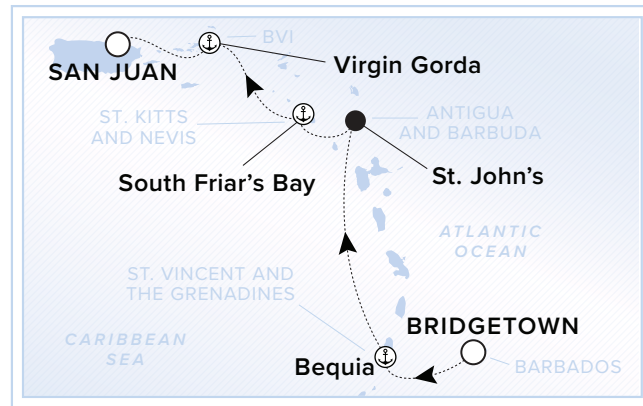 BVI
SAN JUAN
Virgin Gorda
ST. KITTS
AND NEVIS
ANTIGUA
AND BARBUDA
South Friar's Bay
St. John's
ATLANTIC
OCEAN
ST. VINCENT AND
THE GRENADINES
CARIBBEAN
SEA
BRIDGETOWN
Bequia
BARBADOS